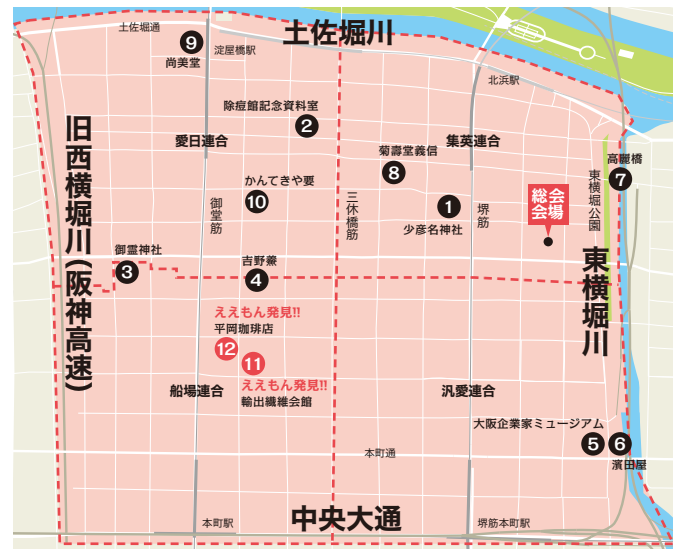 土佐堀通
土佐堀川
9
尚美堂
淀屋橋駅
北浜駅
除痘館記念資料室
2
愛日連合
集英連合
菊壽堂義信
8
高麗橋
7
旧西横堀川(阪神高速)
かんてきや要
10
御堂筋
三休橋筋
1
少彦名神社
堺筋
総会
会場
東横堀公園
東横堀川
御霊神社
3
吉野鯗
4
ええもん発見!!
平岡珈琲店
12
11
ええもん発見!!
輸出繊維会館
船場連合
汎愛連合
大阪企業家ミュージアム
5
6
濱田屋
本町通
本町駅
中央大通
堺筋本町駅